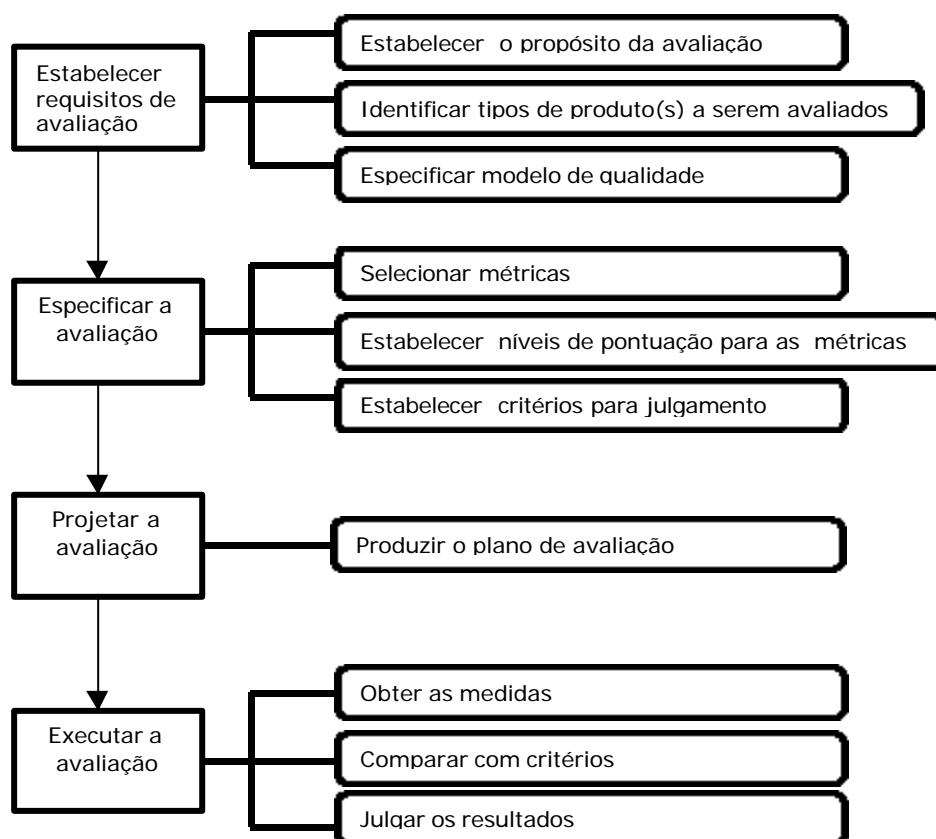 Estabelecer
requisitos de
avaliação
Estabelecer o propósito da avaliação
Identificar tipos de produto(s) a serem avaliados
Especificar modelo de qualidade
Especificar a
avaliação
Selecionar métricas
Estabelecer níveis de pontuação para as métricas
Estabelecer critérios para julgamento
Projetar a
avaliação
Produzir o plano de avaliação
Executar a
avaliação
Obter as medidas
Comparar com critérios
Julgar os resultados